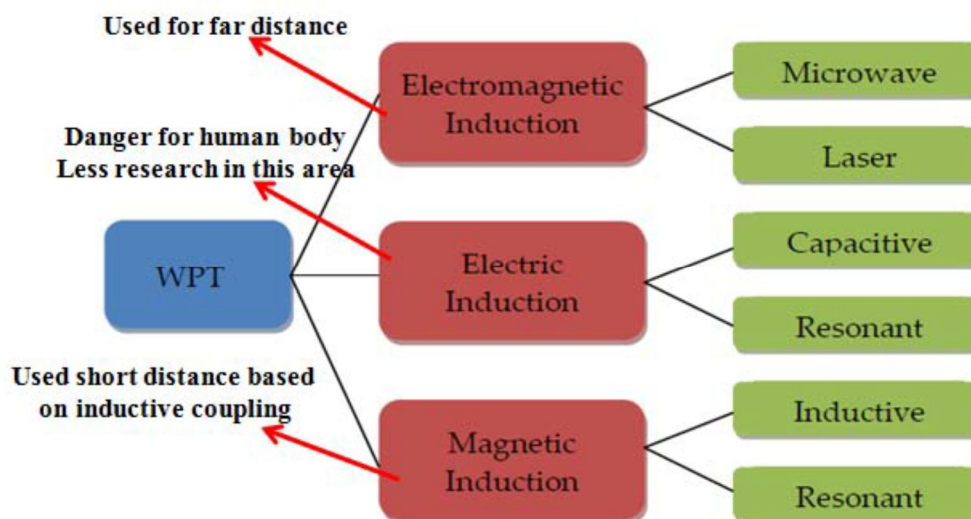 Used for far distance
Electromagnetic
Induction
Microwave
Laser
Danger for human body
Less research in this area
WPT
Electric
Induction
Capacitive
Resonant
Used short distance based
on inductive coupling
Magnetic
Induction
Inductive
Resonant